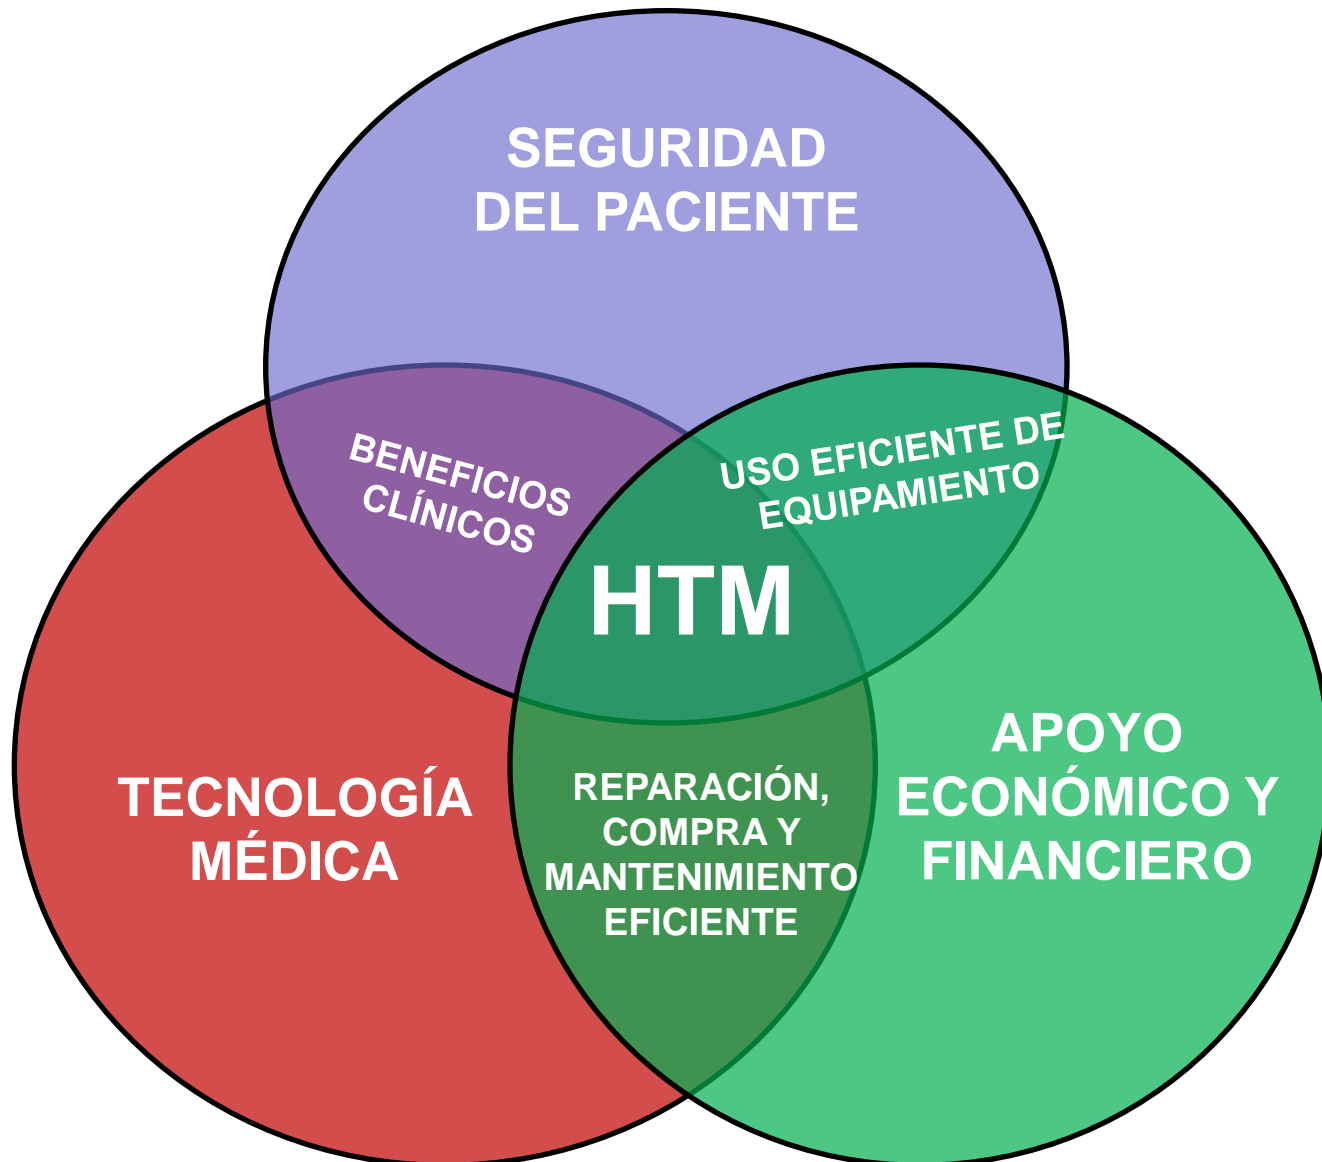 SEGURIDAD
DEL PACIENTE
BENEFICIOS
CLÍNICOS
USO EFICIENTE DE
EQUIPAMIENTO
HTM
TECNOLOGÍA
MÉDICA
REPARACIÓN,
COMPRA Y
MANTENIMIENTO
EFICIENTE
APOYO
ECONÓMICO Y
FINANCIERO